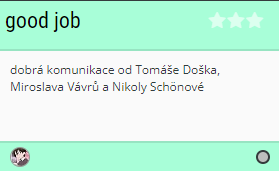 good job
dobrá komunikace od Tomáše Doška,
Miroslava Vávrů a Nikoly Schönové